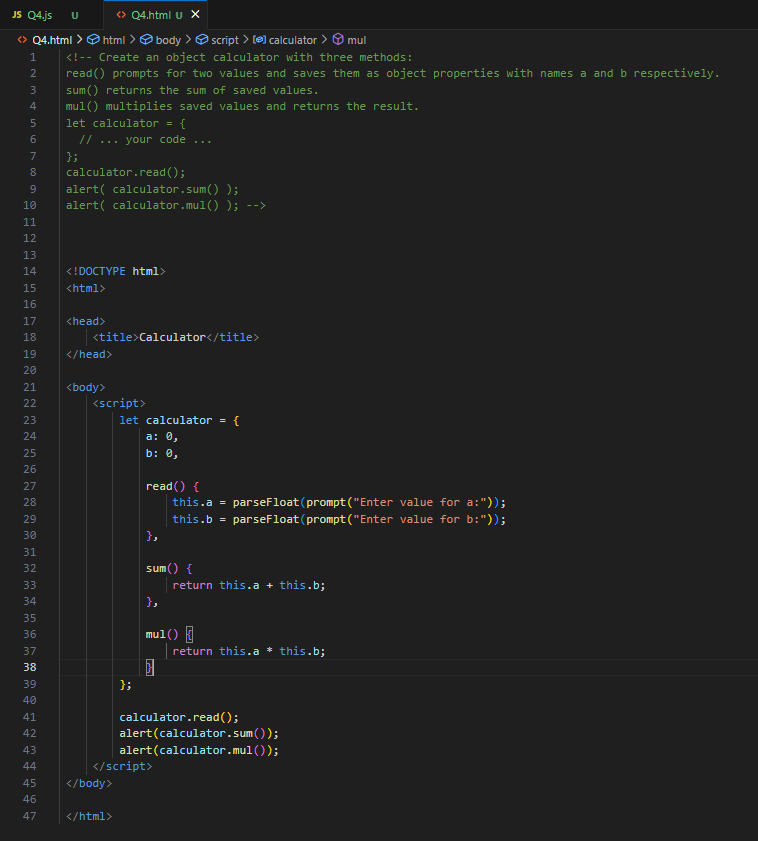 JS Q4.js U <> Q4.html U ×
<> Q4.html > html > body > script > calculator > mul
1 <!-- Create an object calculator with three methods:
2 read() prompts for two values and saves them as object properties with names a and b respectively.
3 sum() returns the sum of saved values.
4 mul() multiplies saved values and returns the result.
5 let calculator = {
6   // ... your code ...
7 };
8 calculator.read();
9 alert( calculator.sum() );
10 alert( calculator.mul() ); -->
11
12
13
14 <!DOCTYPE html>
15 <html>
16
17 <head>
18     <title>Calculator</title>
19 </head>
20
21 <body>
22     <script>
23         let calculator = {
24             a: 0,
25             b: 0,
26
27             read() {
28                 this.a = parseFloat(prompt("Enter value for a:"));
29                 this.b = parseFloat(prompt("Enter value for b:"));
30             },
31
32             sum() {
33                 return this.a + this.b;
34             },
35
36             mul() {
37                 return this.a * this.b;
38             }
39         };
40
41         calculator.read();
42         alert(calculator.sum());
43         alert(calculator.mul());
44     </script>
45 </body>
46
47 </html>